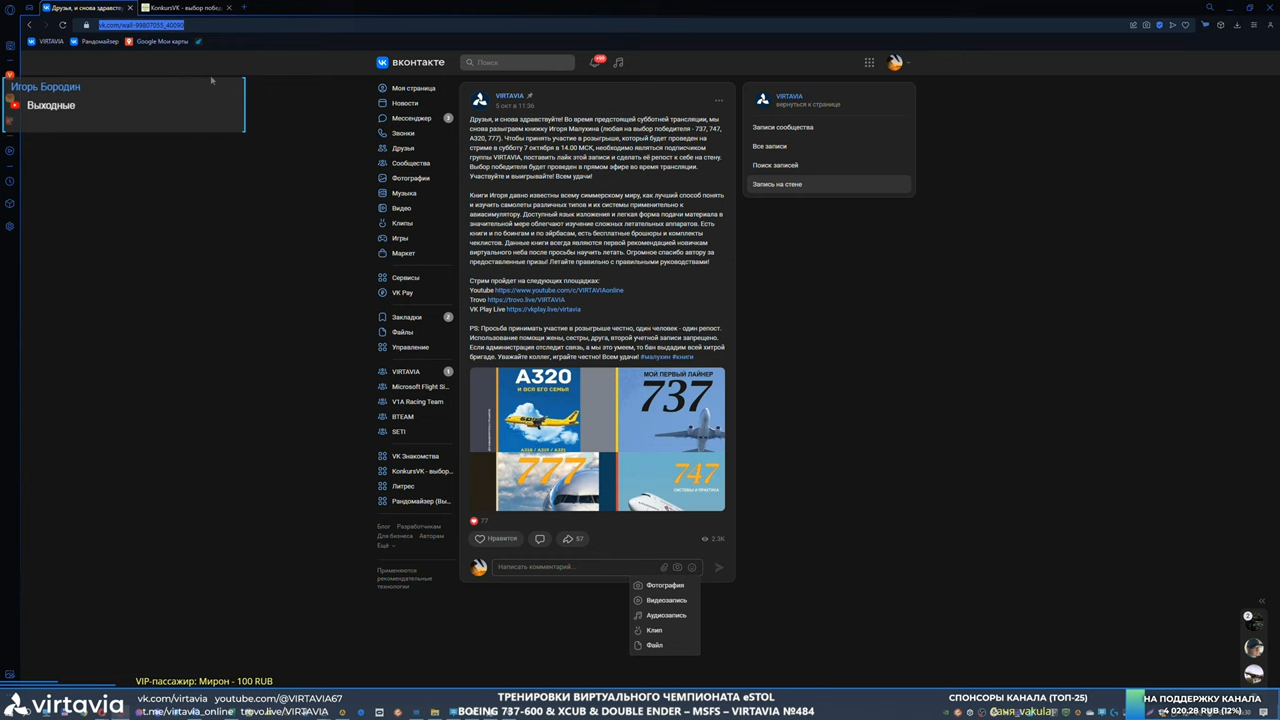 Друзья, и снова здравству
KonkursVK - выбор побед
vk.com/wall-99807055_40090
VIRTAVIA
Рандомайзер
Google Мои карты
Игорь Бородин
Выходные
вконтакте
Поиск
+99
Моя страница
Новости
Мессенджер 3
Звонки
Друзья
Сообщества
Фотографии
Музыка
Видео
Клипы
Игры
Маркет
Сервисы
VK Pay
Закладки 2
Файлы
Управление
VIRTAVIA 1
Microsoft Flight Si...
V1A Racing Team
BTEAM
SETI
VK Знакомства
KonkursVK - выбор...
Литрес
Рандомайзер (Вы...
Блог Разработчикам
Для бизнеса Авторам
Ещё
Применяются
рекомендательные
технологии
VIRTAVIA
5 окт в 11:36
Друзья, и снова здравствуйте! Во время предстоящей субботней трансляции, мы
снова разыграем книжку Игоря Малухина (любая на выбор победителя - 737, 747,
А320, 777). Чтобы принять участие в розыгрыше, который будет проведен на
стриме в субботу 7 октября в 14.00 МСК, необходимо являться подписчиком
группы VIRTAVIA, поставить лайк этой записи и сделать её репост к себе на стену.
Выбор победителя будет проведен в прямом эфире во время трансляции.
Участвуйте и выигрывайте! Всем удачи!
Книги Игоря давно известны всему симмерскому миру, как лучший способ понять
и изучить самолеты различных типов и их системы применительно к
авиасимулятору. Доступный язык изложения и легкая форма подачи материала в
значительной мере облегчают изучение сложных летательных аппаратов. Есть
книги и по боингам и по эйрбасам, есть бесплатные брошюры и комплекты
чеклистов. Данные книги всегда являются первой рекомендацией новичкам
виртуального неба после просьбы научить летать. Огромное спасибо автору за
предоставленные призы! Летайте правильно с правильными руководствами!
Стрим пройдет на следующих площадках:
Youtube https://www.youtube.com/c/VIRTAVIAonline
Trovo https://trovo.live/VIRTAVIA
VK Play Live https://vkplay.live/virtavia
PS: Просьба принимать участие в розыгрыше честно, один человек - один репост.
Использование помощи жены, сестры, друга, второй учетной записи запрещено.
Если администрация отследит связь, а мы это умеем, то бан выдадим всей хитрой
бригаде. Уважайте коллег, играйте честно! Всем удачи! #малухин #книги
A320
И ВСЯ ЕГО СЕМЬЯ
A318 / A319 / A321
МОЙ ПЕРВЫЙ ЛАЙНЕР
737
777
747
СИСТЕМЫ И ПРАКТИКА
77
Нравится
57
2.3K
Написать комментарий...
Фотография
Видеозапись
Аудиозапись
Клип
Файл
VIRTAVIA
вернуться к странице
Записи сообщества
Все записи
Поиск записей
Запись на стене
2
VIP-пассажир: Мирон - 100 RUB
virtavia
vk.com/virtavia youtube.com/@VIRTAVIA67
t.me/virtavia_online trovo.live/VIRTAVIA
ТРЕНИРОВКИ ВИРТУАЛЬНОГО ЧЕМПИОНАТА eSTOL
BOEING 737-600 & XCUB & DOUBLE ENDER – MSFS – VIRTAVIA №484
СПОНСОРЫ КАНАЛА (ТОП-25)
Ваня_vakula
НА ПОДДЕРЖКУ КАНАЛА